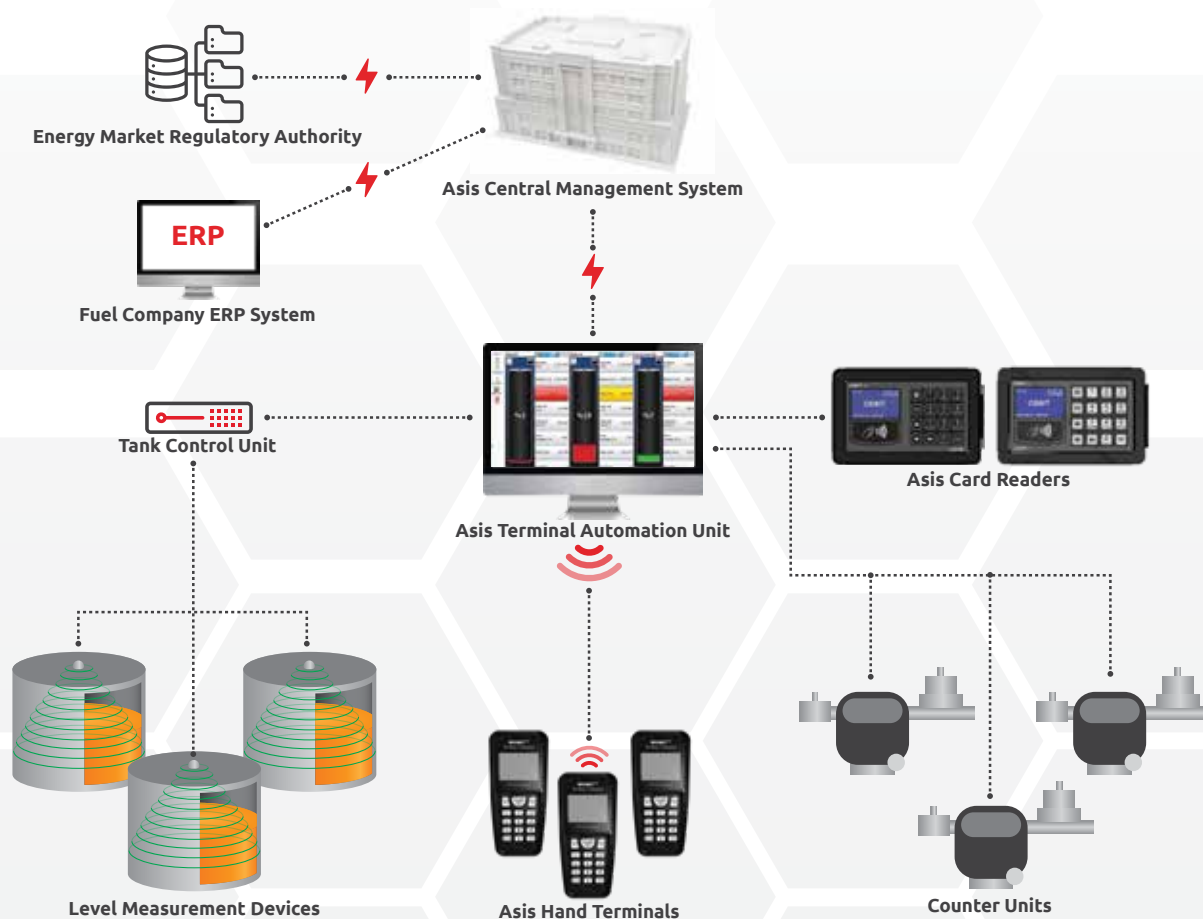 Energy Market Regulatory Authority
Asis Central Management System
ERP
Fuel Company ERP System
Tank Control Unit
Asis Terminal Automation Unit
Asis Card Readers
Level Measurement Devices
Asis Hand Terminals
Counter Units